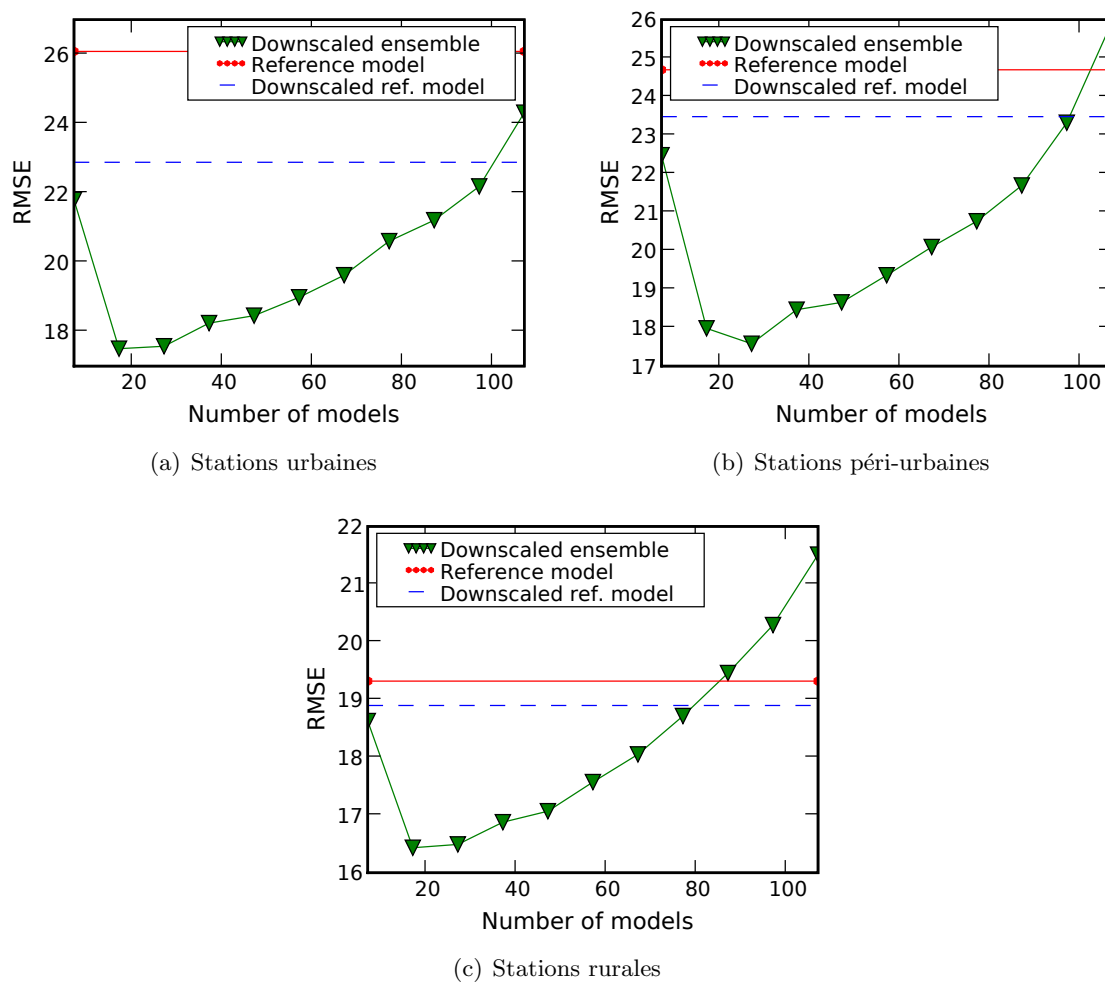 26
24
22
20
18
RMSE
Downscaled ensemble
Reference model
Downscaled ref. model
20 40 60 80 100
Number of models
(a) Stations urbaines
26
25
24
23
22
21
20
19
18
17
RMSE
Downscaled ensemble
Reference model
Downscaled ref. model
20 40 60 80 100
Number of models
(b) Stations péri-urbaines
22
21
20
19
18
17
16
RMSE
Downscaled ensemble
Reference model
Downscaled ref. model
20 40 60 80 100
Number of models
(c) Stations rurales